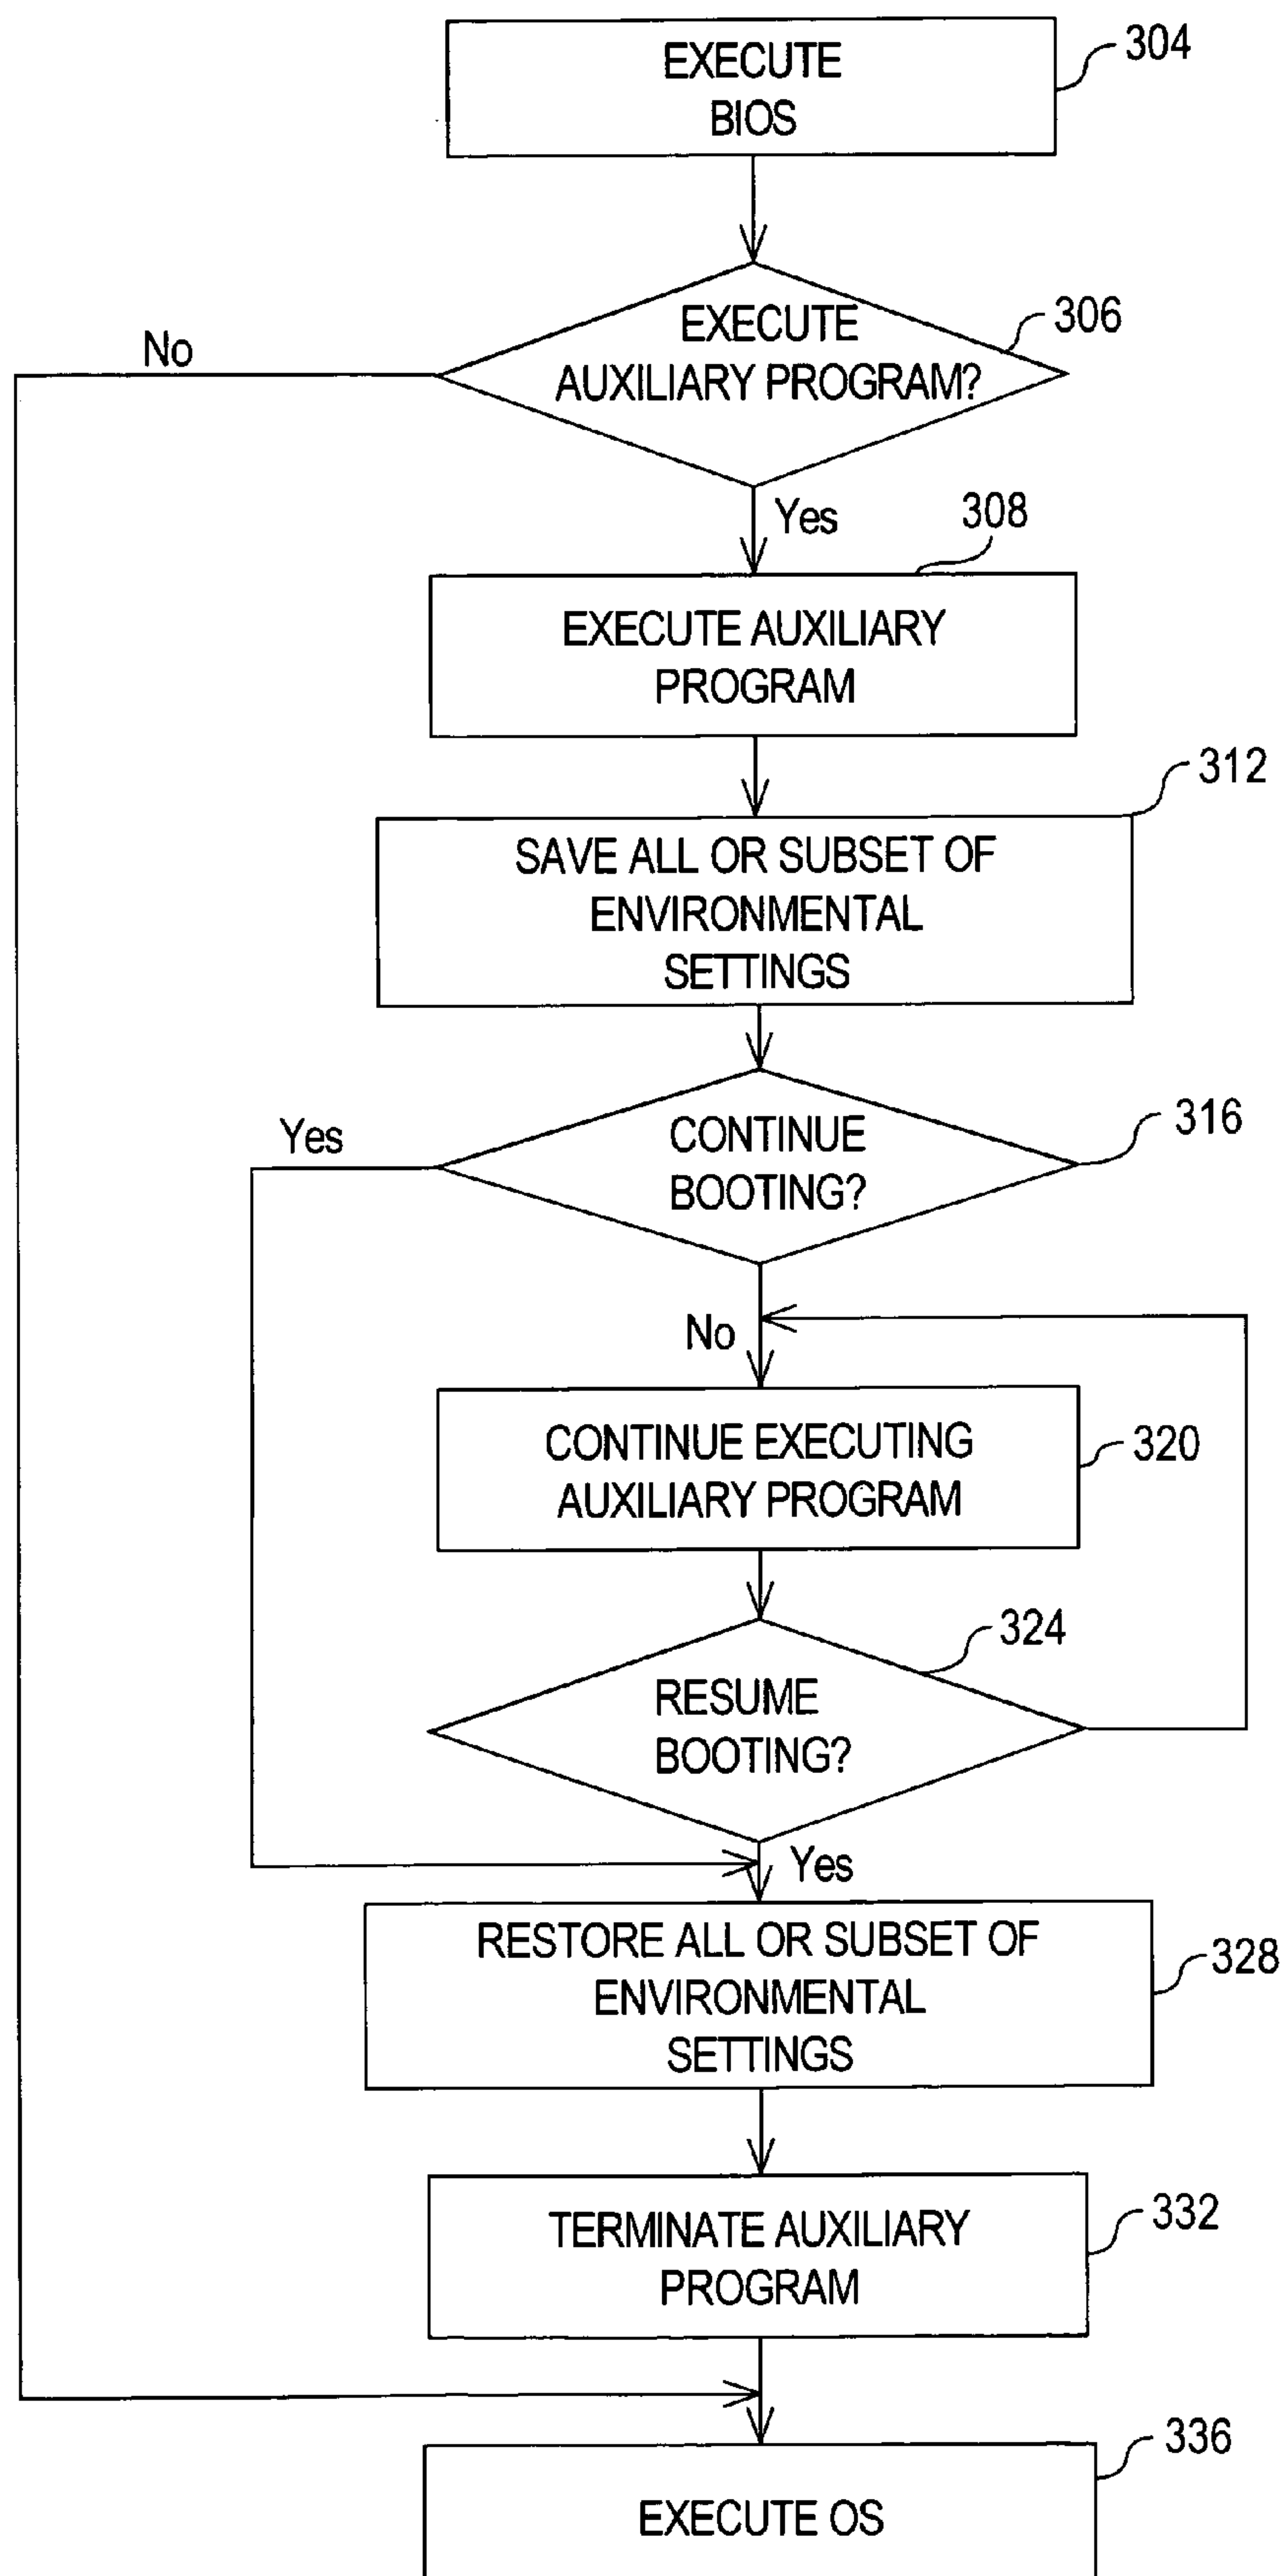 EXECUTE
BIOS
304
EXECUTE
AUXILIARY PROGRAM?
306
No
Yes
308
EXECUTE AUXILIARY
PROGRAM
312
SAVE ALL OR SUBSET OF
ENVIRONMENTAL
SETTINGS
Yes
CONTINUE
BOOTING?
316
No
CONTINUE EXECUTING
AUXILIARY PROGRAM
320
324
RESUME
BOOTING?
Yes
RESTORE ALL OR SUBSET OF
ENVIRONMENTAL
SETTINGS
328
TERMINATE AUXILIARY
PROGRAM
332
336
EXECUTE OS